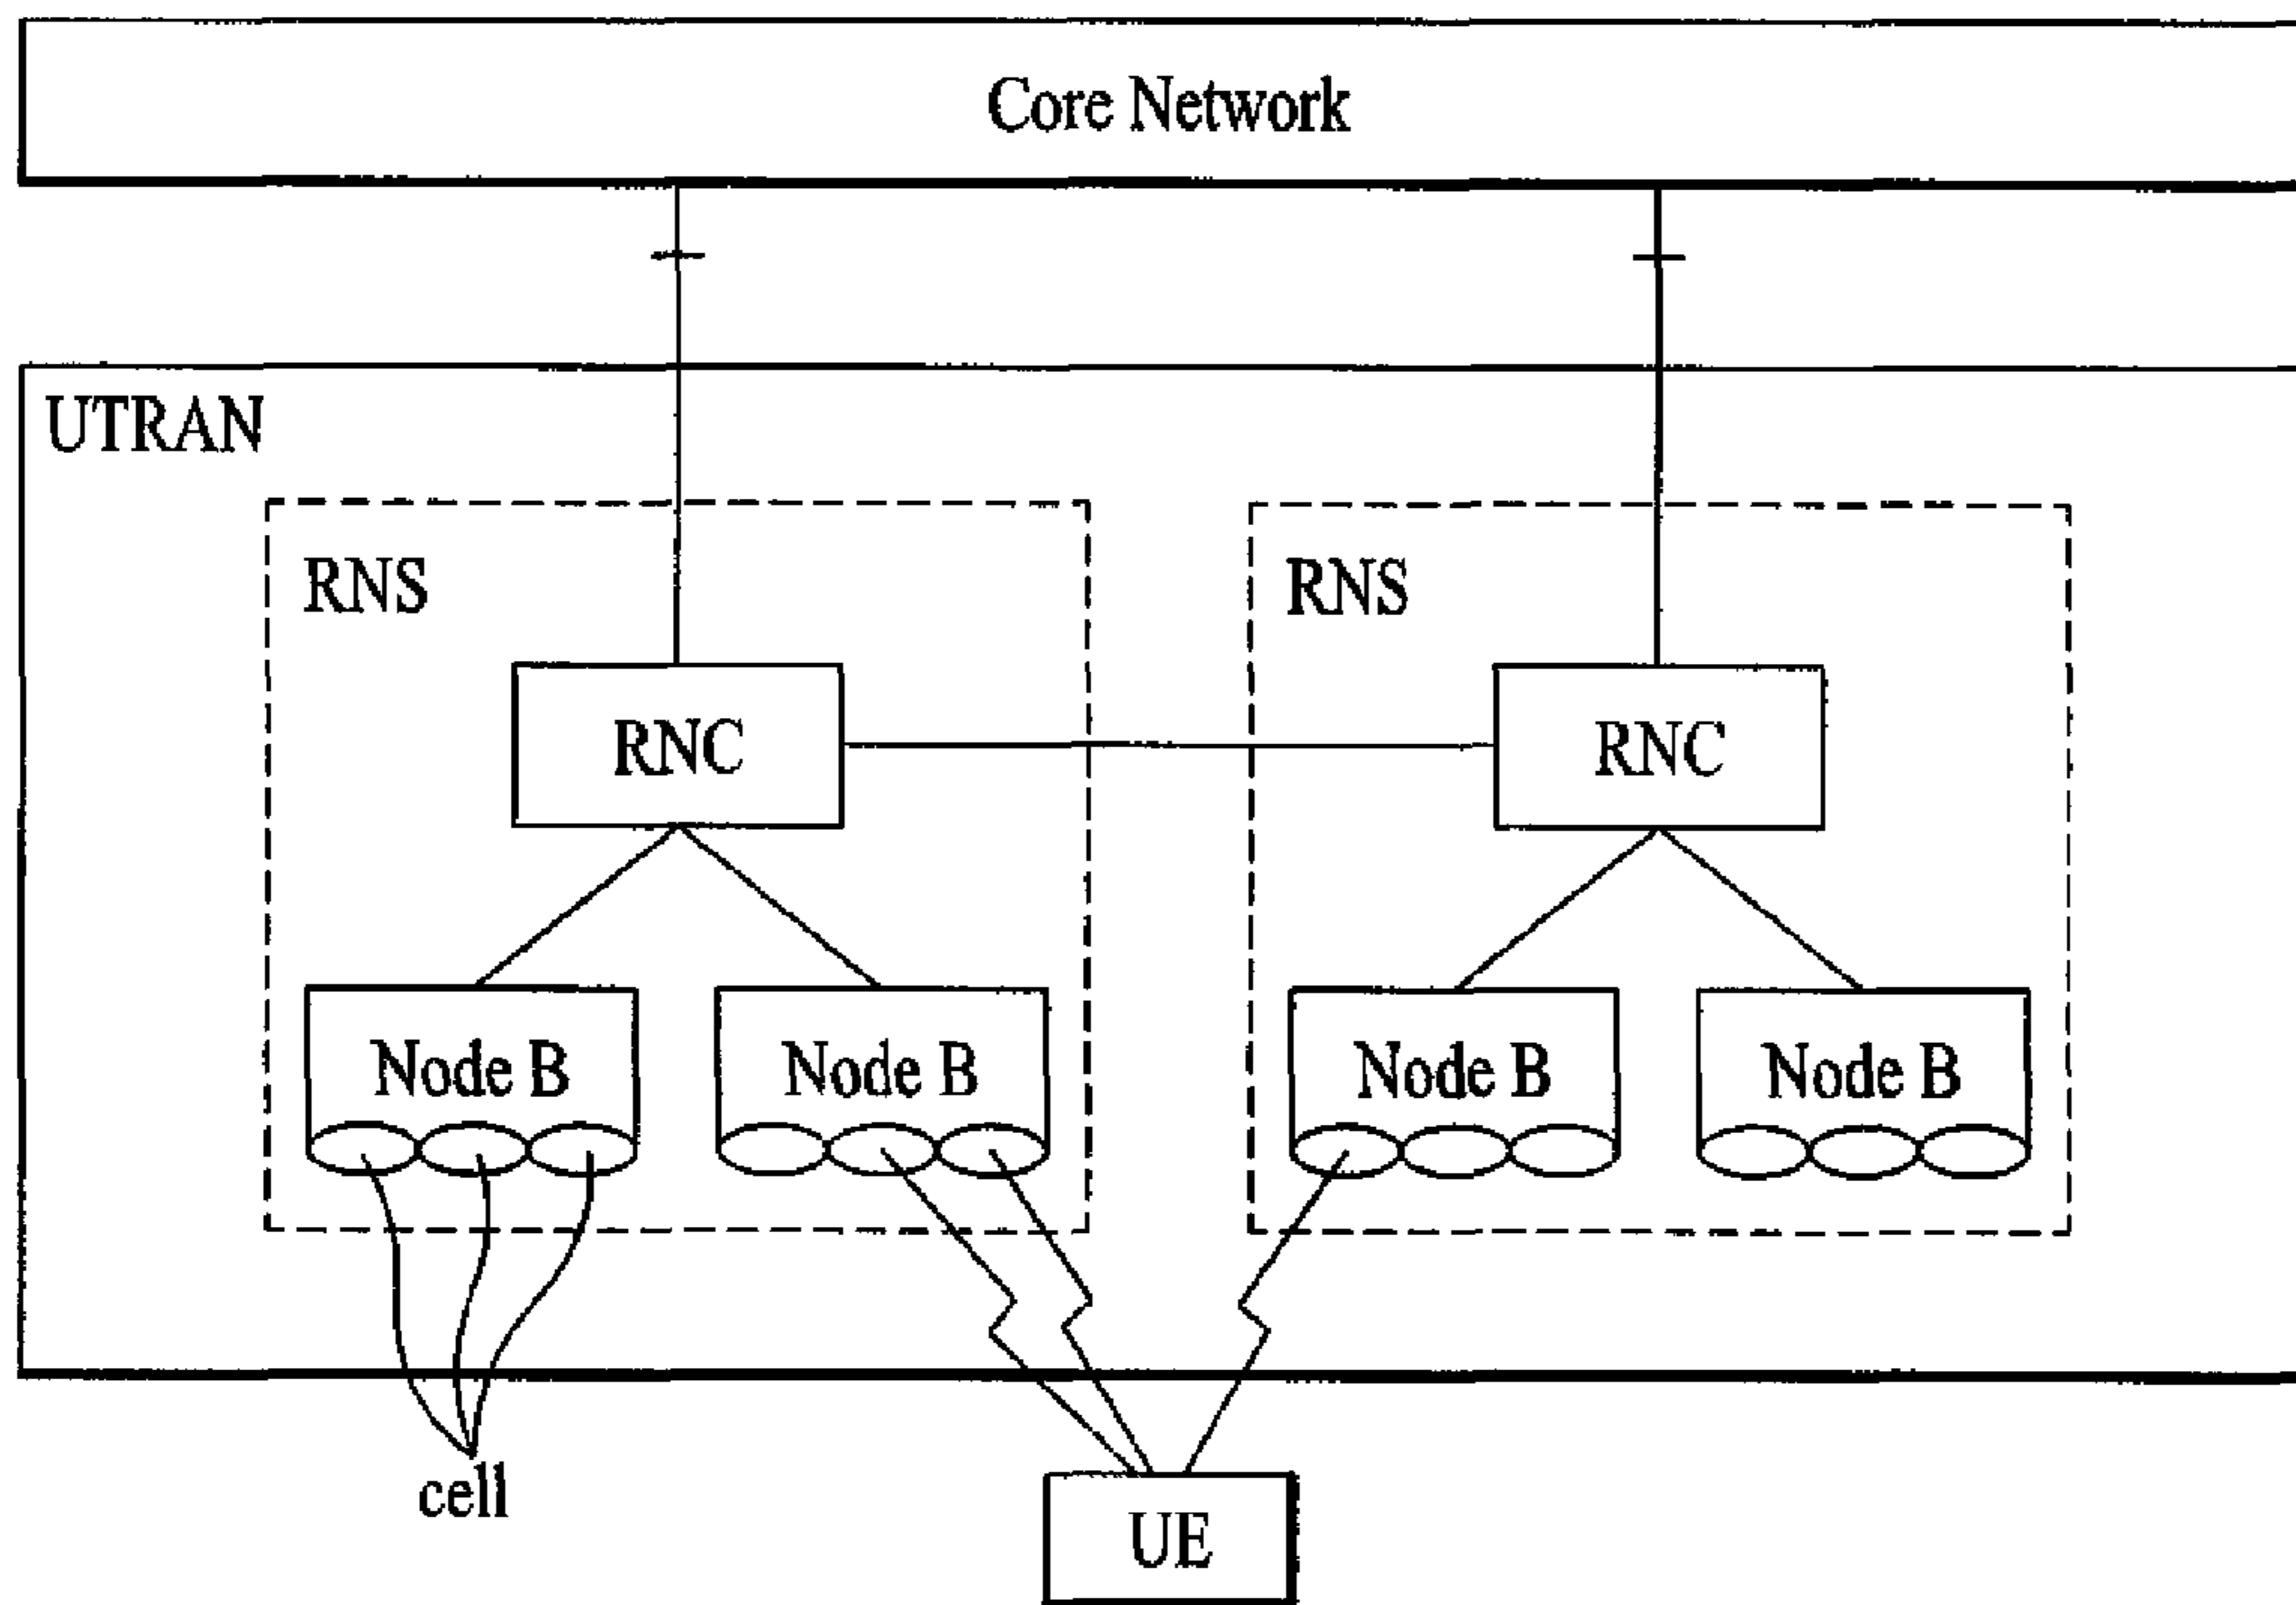 Core Network
UTRAN
RNS
RNS
RNC
RNC
Node B
Node B
Node B
Node B
cell
UE